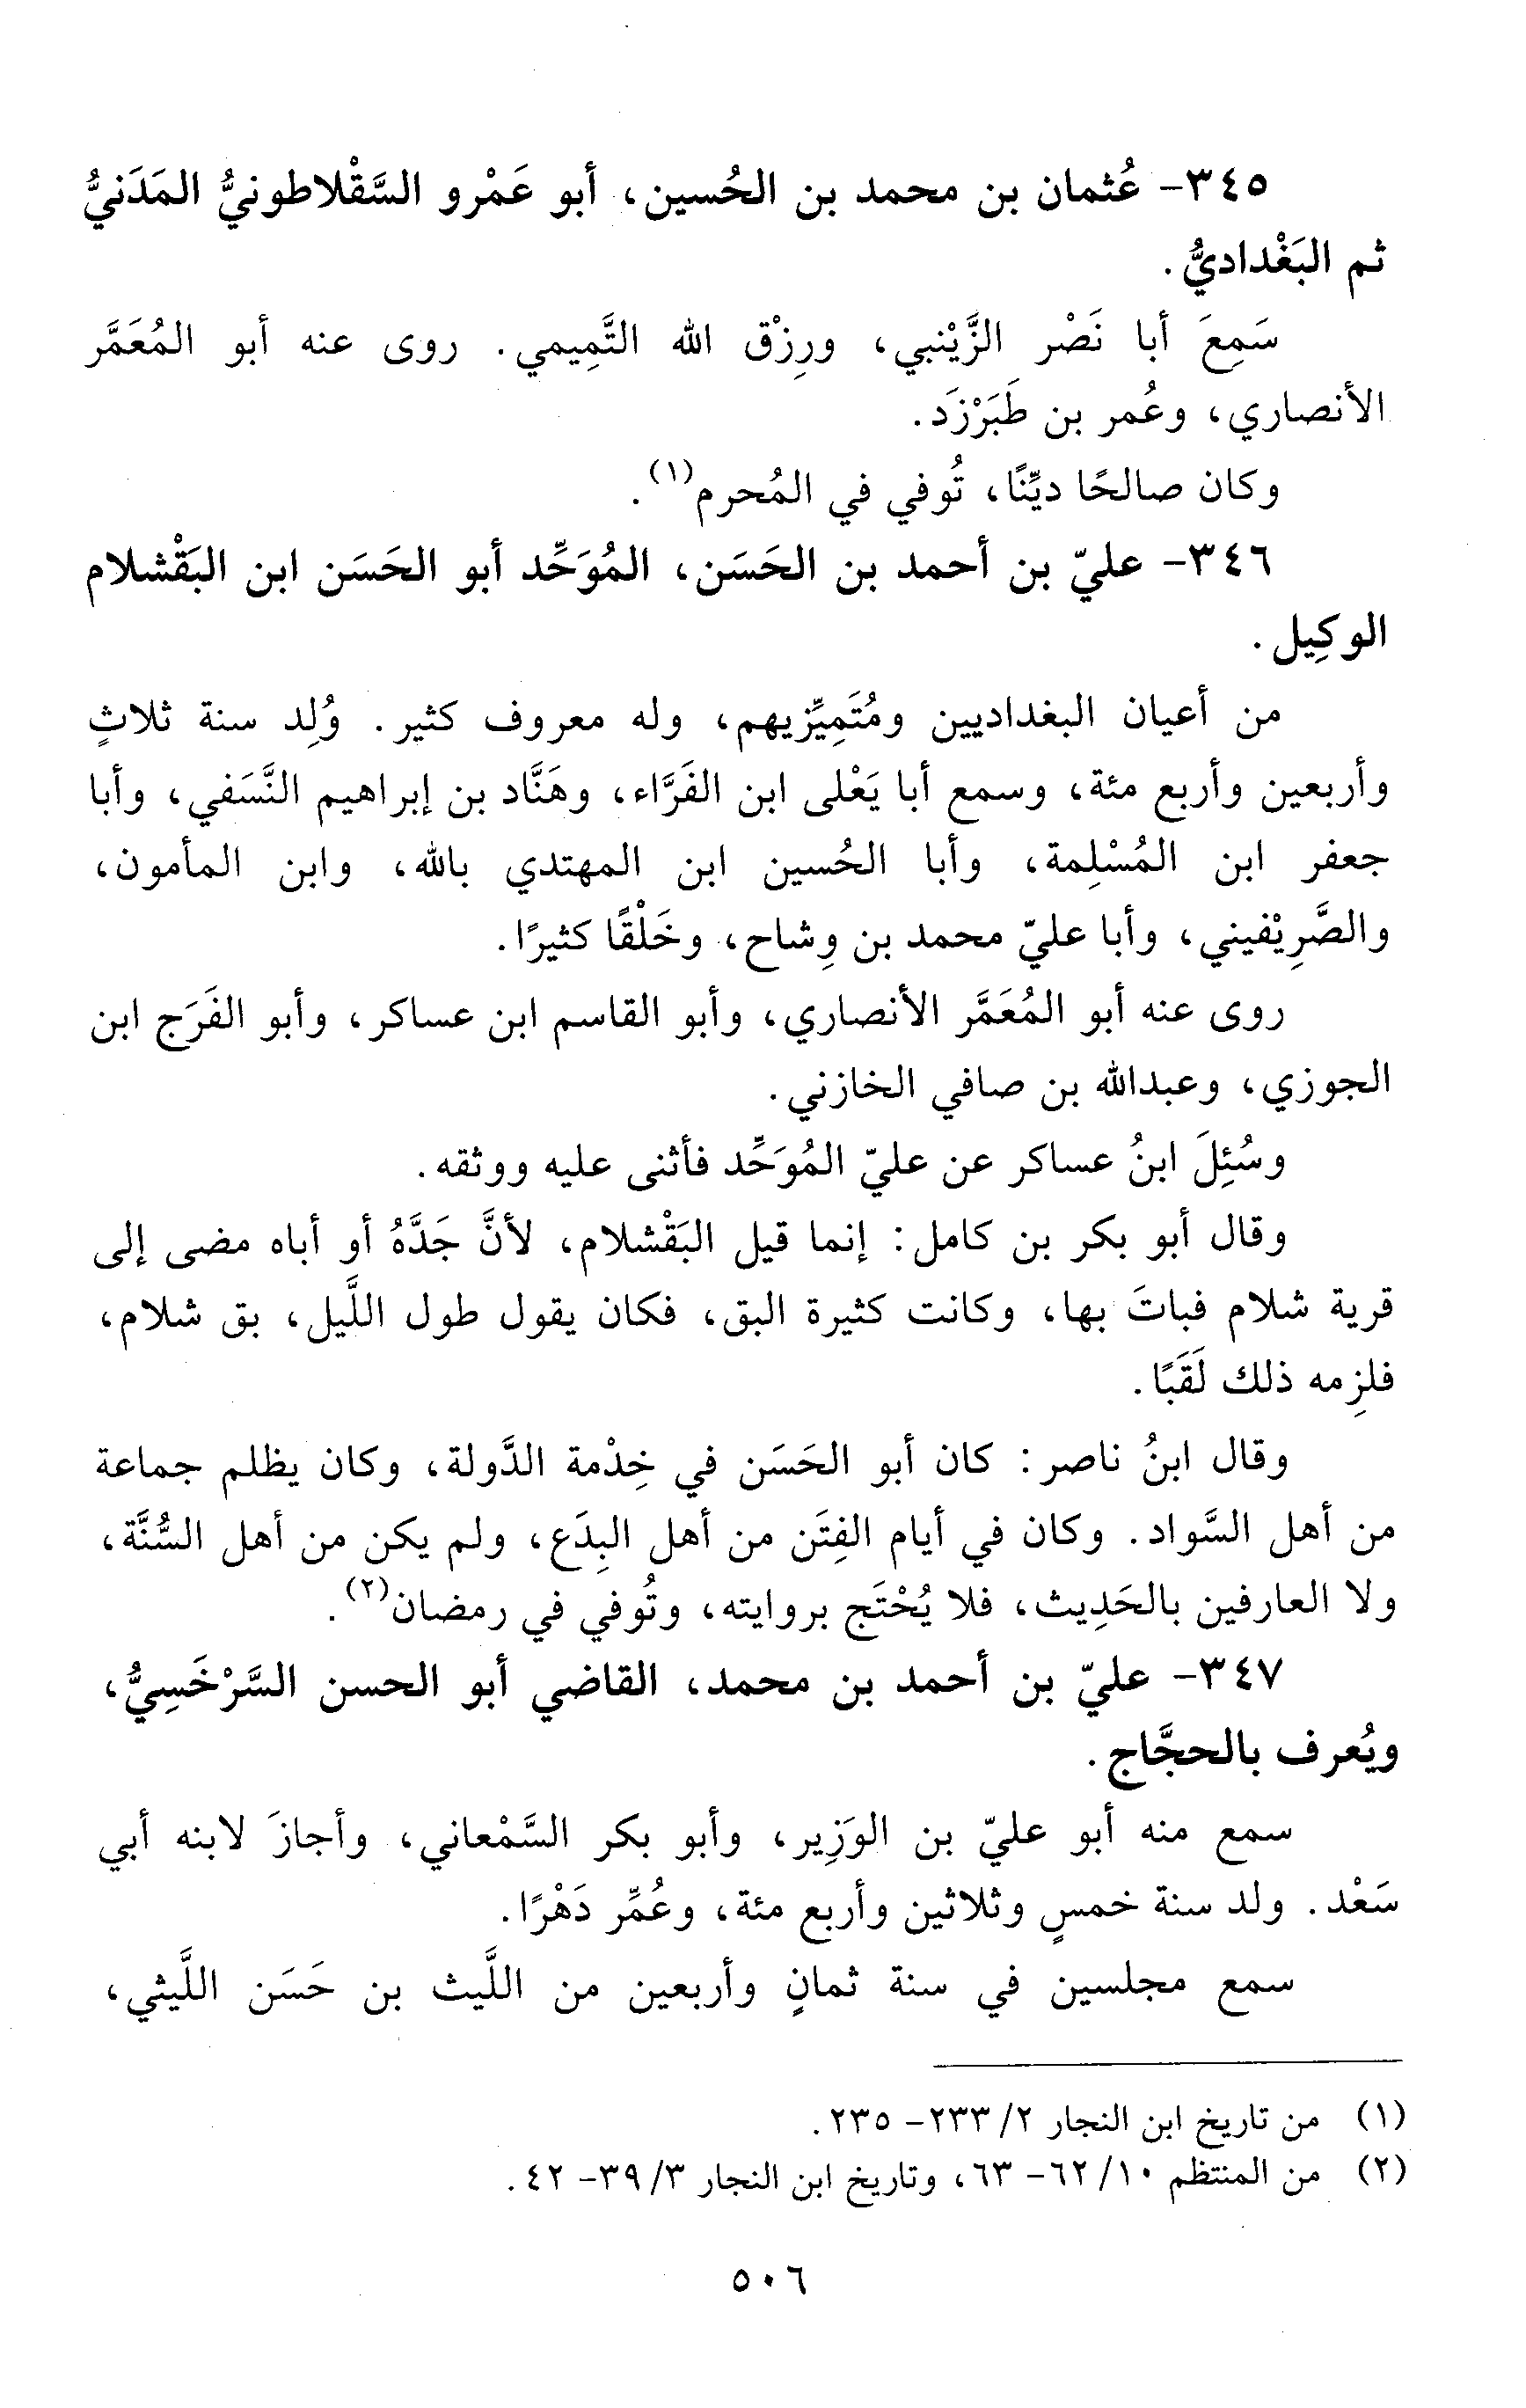 ٣٤٥- عُثمان بن محمد بن الحُسين، أبو عَمْرو السَّقْلاطونيُّ المَدَنيُّ
ثم البَغْداديُّ.
سَمِعَ أبا نَصْر الزَّيْنبي، ورِزْق الله التَّمِيمي. روى عنه أبو المُعَمَّر
الأنصاري، وعُمر بن طَبَرْزَد.
وكان صالحًا ديِّنًا، تُوفي في المُحرم(١).
٣٤٦- عليّ بن أحمد بن الحَسَن، المُوَحِّد أبو الحَسَن ابن البَقْشلام
الوكِيل.
من أعيان البغداديين ومُتَمِيِّزيهم، وله معروف كثير. وُلِد سنة ثلاثٍ
وأربعين وأربع مئة، وسمع أبا يَعْلى ابن الفَرَّاء، وهَنَّاد بن إبراهيم النَّسَفي، وأبا
جعفر ابن المُسْلِمة، وأبا الحُسين ابن المهتدي بالله، وابن المأمون،
والصَّرِيْفيني، وأبا عليّ محمد بن وِشاح، وخَلْقًا كثيرًا.
روى عنه أبو المُعَمَّر الأنصاري، وأبو القاسم ابن عساكر، وأبو الفَرَج ابن
الجوزي، وعبدالله بن صافي الخازني.
وسُئِلَ ابنُ عساكر عن عليّ المُوَحِّد فأثنى عليه ووثقه.
وقال أبو بكر بن كامل: إنما قيل البَقْشلام، لأنَّ جَدَّهُ أو أباه مضى إلى
قرية شلام فباتَ بها، وكانت كثيرة البق، فكان يقول طول اللَّيل، بق شلام،
فلزِمه ذلك لَقَبًا.
وقال ابنُ ناصر: كان أبو الحَسَن في خِدْمة الدَّولة، وكان يظلم جماعة
من أهل السَّواد. وكان في أيام الفِتَن من أهل البِدَع، ولم يكن من أهل السُّنَّة،
ولا العارفين بالحَدِيث، فلا يُحْتَج بروايته، وتُوفي في رمضان(٢).
٣٤٧- عليّ بن أحمد بن محمد، القاضي أبو الحسن السَّرْخَسِيُّ،
ويُعرف بالحجَّاج.
سمع منه أبو عليّ بن الوَزِير، وأبو بكر السَّمْعاني، وأجازَ لابنه أبي
سَعْد. ولد سنة خمسٍ وثلاثين وأربع مئة، وعُمِّر دَهْرًا.
سمع مجلسين في سنة ثمانٍ وأربعين من اللَّيث بن حَسَن اللَّيثي،
(١) من تاريخ ابن النجار ٢/ ٢٣٣- ٢٣٥.
(٢) من المنتظم ١٠/ ٦٢- ٦٣، وتاريخ ابن النجار ٣/ ٣٩- ٤٢.
٥٠٦